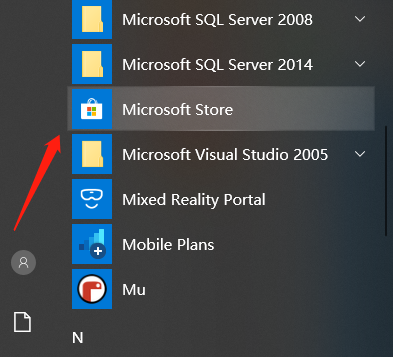 Microsoft SQL Server 2008
Microsoft SQL Server 2014
Microsoft Store
Microsoft Visual Studio 2005
Mixed Reality Portal
Mobile Plans
Mu
N